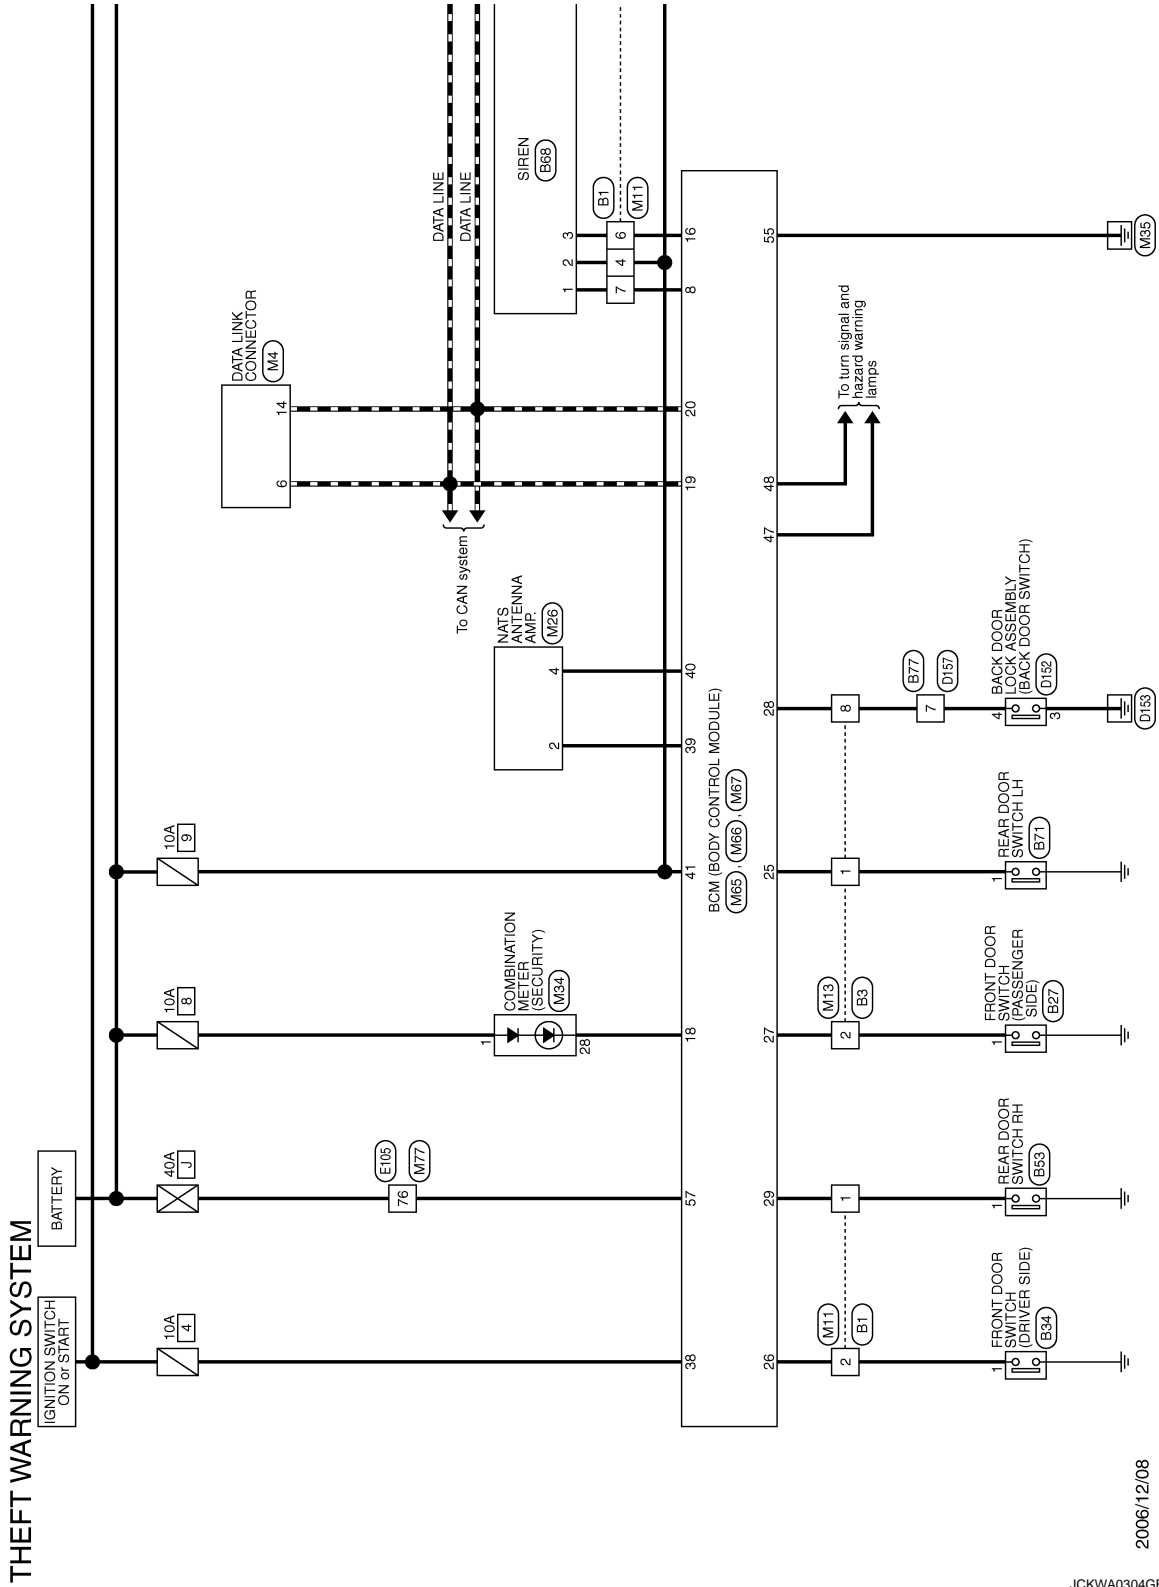 THEFT WARNING SYSTEM
IGNITION SWITCH
ON or START
BATTERY
10A
4
40A
J
10A
8
10A
9
E105
M77
76
DATA LINK
CONNECTOR
M4
6
14
DATA LINE
DATA LINE
To CAN system
COMBINATION
METER
(SECURITY)
M34
1
28
NATS
ANTENNA
AMP.
M26
2
4
SIREN
B68
1
2
3
B1
M11
7
4
6
38
57
18
41
39
40
19
20
8
16
BCM (BODY CONTROL MODULE)
M65 , M66 , M67
26
29
27
25
28
47
48
55
To turn signal and
hazard warning
lamps
M11
B1
2
1
M13
B3
2
1
8
B77
D157
7
FRONT DOOR
SWITCH
(DRIVER SIDE)
B34
1
REAR DOOR
SWITCH RH
B53
1
FRONT DOOR
SWITCH
(PASSENGER
SIDE)
B27
1
REAR DOOR
SWITCH LH
B71
1
BACK DOOR
LOCK ASSEMBLY
(BACK DOOR SWITCH)
D152
4
3
D153
M35
2006/12/08